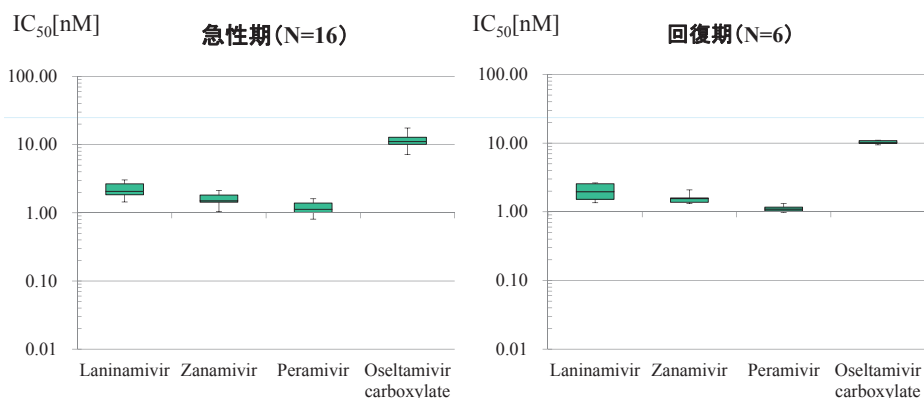 IC50[nM]
急性期(N=16)
100.00
10.00
1.00
0.10
0.01
Laninamivir Zanamivir Peramivir Oseltamivir
carboxylate
IC50[nM]
回復期(N=6)
100.00
10.00
1.00
0.10
0.01
Laninamivir Zanamivir Peramivir Oseltamivir
carboxylate